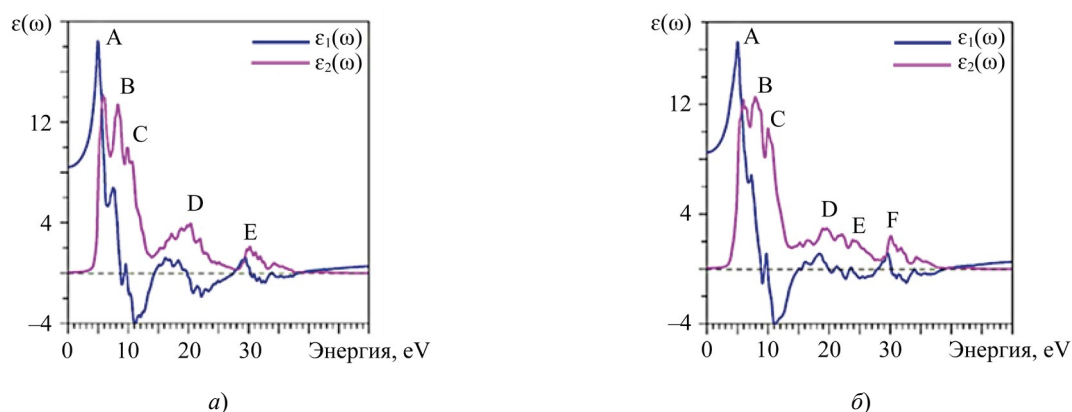 ε(ω)
ε₁(ω)
ε₂(ω)
A
B
C
D
E
12
4
–4
0 10 20 30 Энергия, eV
а)
ε(ω)
ε₁(ω)
ε₂(ω)
A
B
C
D
E
F
12
4
–4
0 10 20 30 Энергия, eV
б)